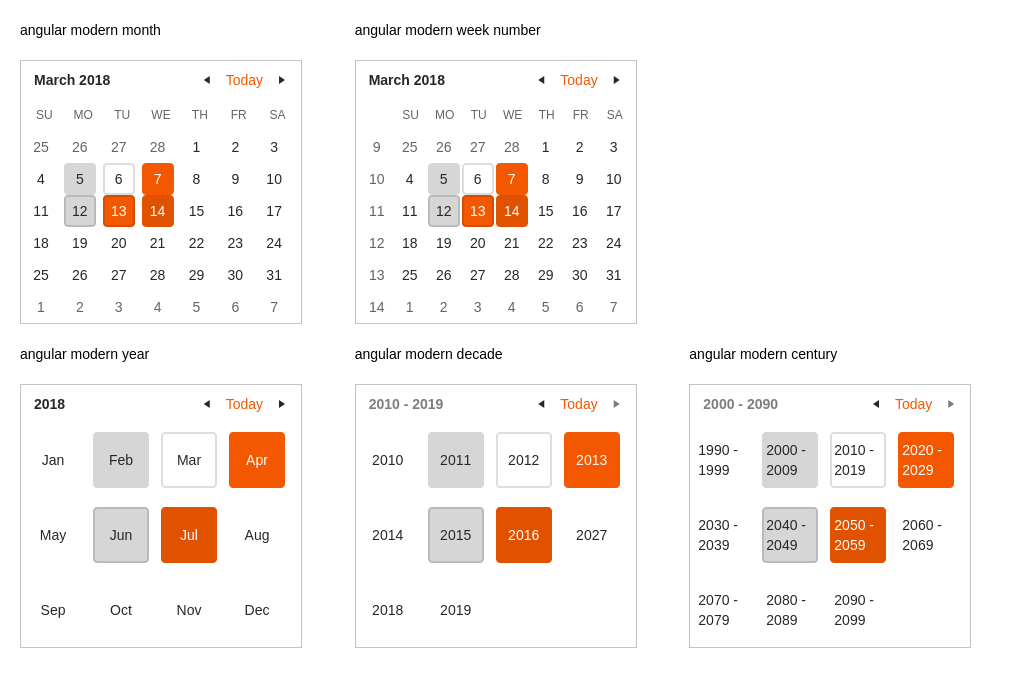 angular modern month
angular modern week number
March 2018 Today
SU MO TU WE TH FR SA
25 26 27 28 1 2 3
4 5 6 7 8 9 10
11 12 13 14 15 16 17
18 19 20 21 22 23 24
25 26 27 28 29 30 31
1 2 3 4 5 6 7
March 2018 Today
SU MO TU WE TH FR SA
9 25 26 27 28 1 2 3
10 4 5 6 7 8 9 10
11 11 12 13 14 15 16 17
12 18 19 20 21 22 23 24
13 25 26 27 28 29 30 31
14 1 2 3 4 5 6 7
angular modern year
angular modern decade
angular modern century
2018 Today
Jan Feb Mar Apr
May Jun Jul Aug
Sep Oct Nov Dec
2010 - 2019 Today
2010 2011 2012 2013
2014 2015 2016 2027
2018 2019
2000 - 2090 Today
1990 - 2000 - 2010 - 2020 -
1999 2009 2019 2029
2030 - 2040 - 2050 - 2060 -
2039 2049 2059 2069
2070 - 2080 - 2090 -
2079 2089 2099